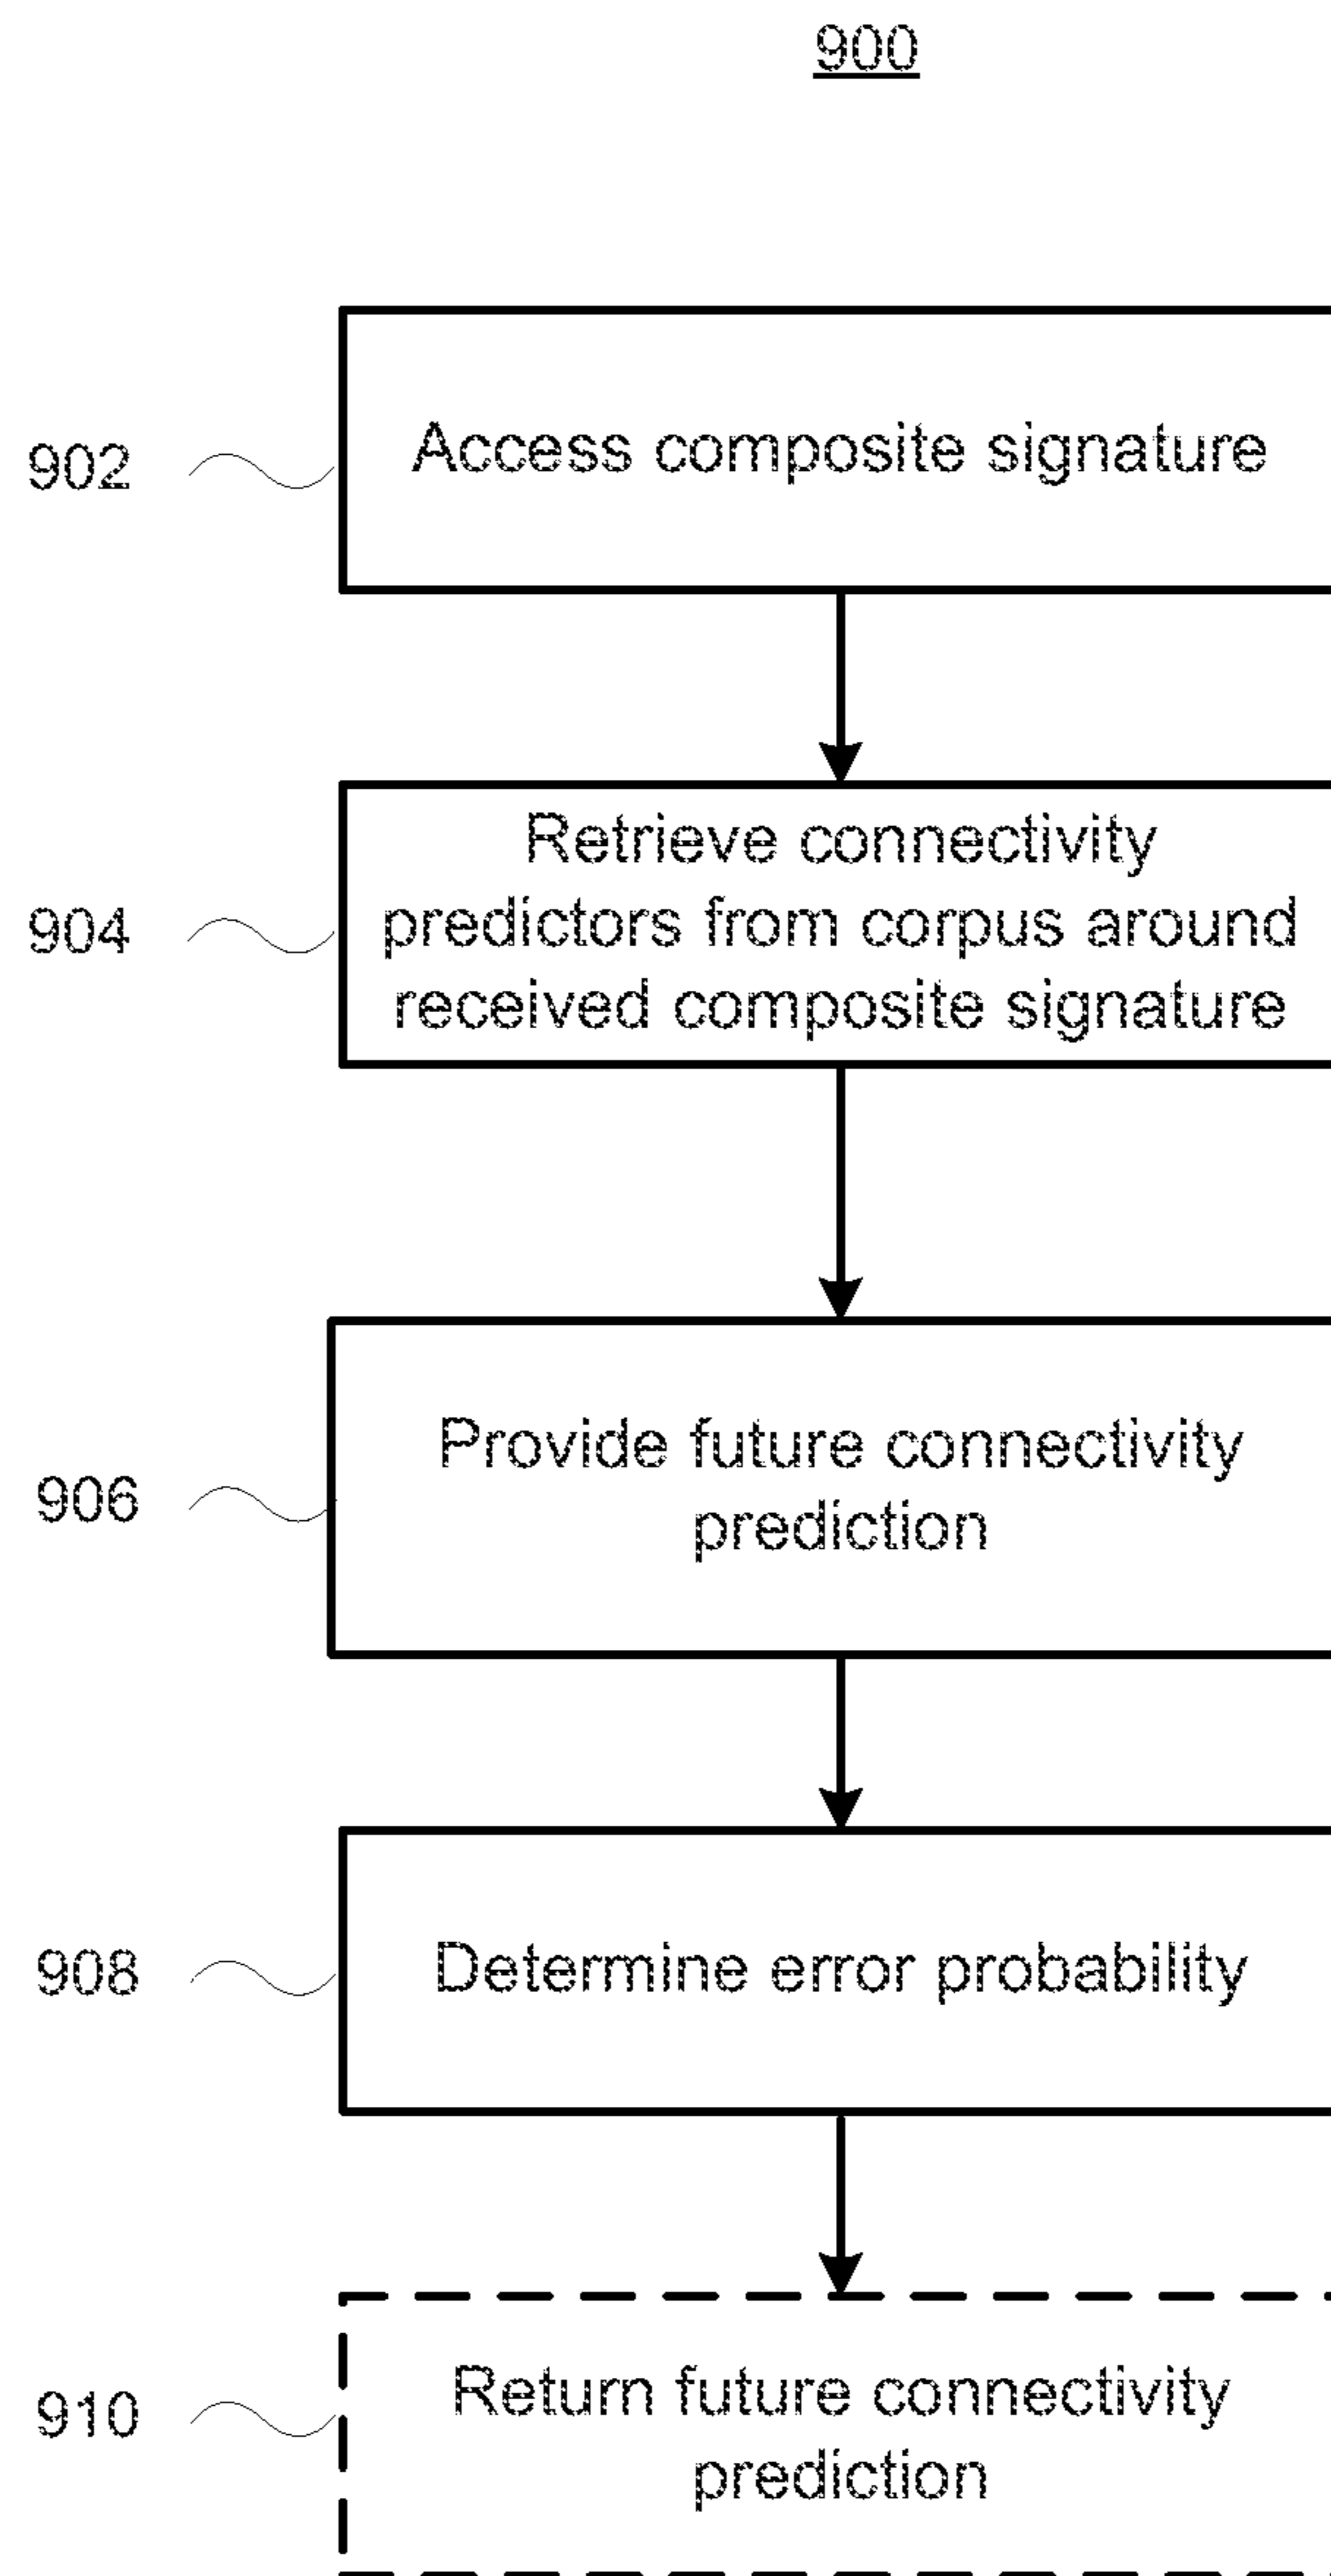 900
902
Access composite signature
904
Retrieve connectivity
predictors from corpus around
received composite signature
906
Provide future connectivity
prediction
908
Determine error probability
910
Return future connectivity
prediction